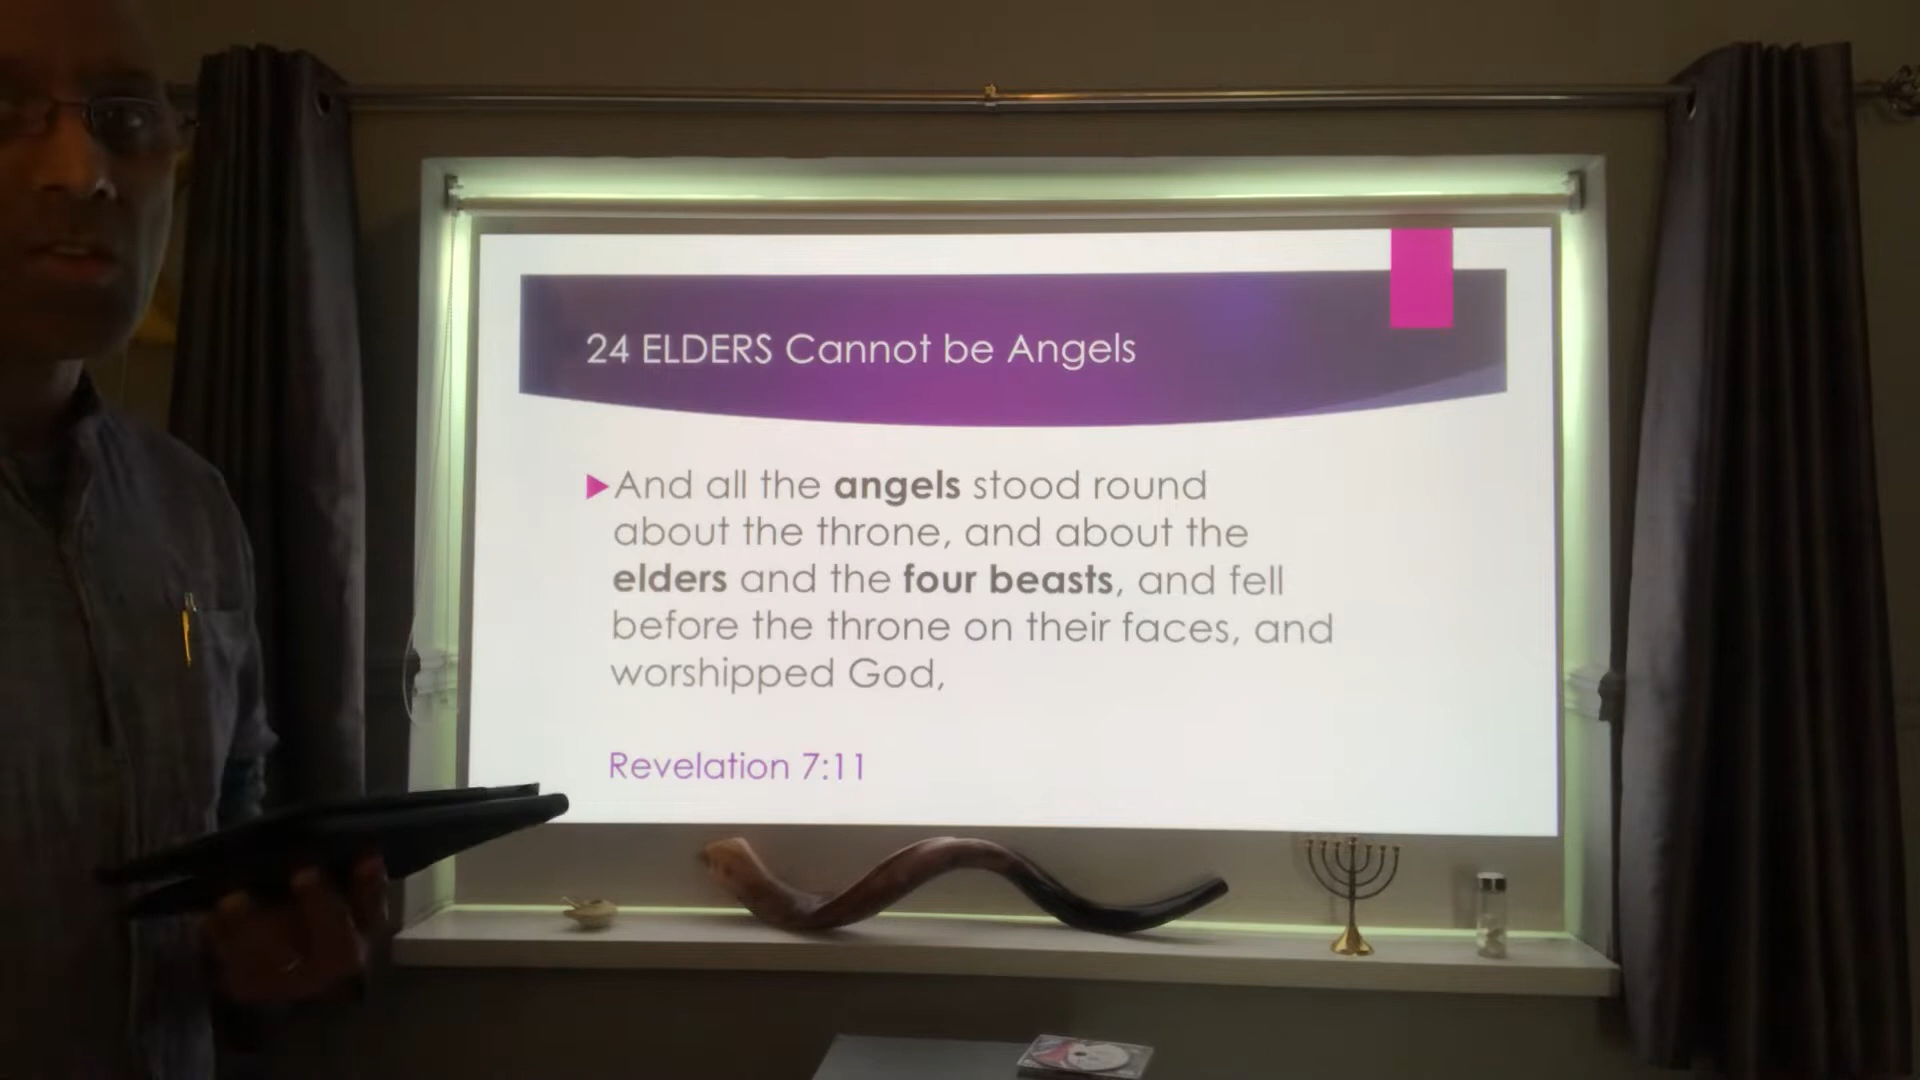 24 ELDERS Cannot be Angels
And all the angels stood round
about the throne, and about the
elders and the four beasts, and fell
before the throne on their faces, and
worshipped God,
Revelation 7:11